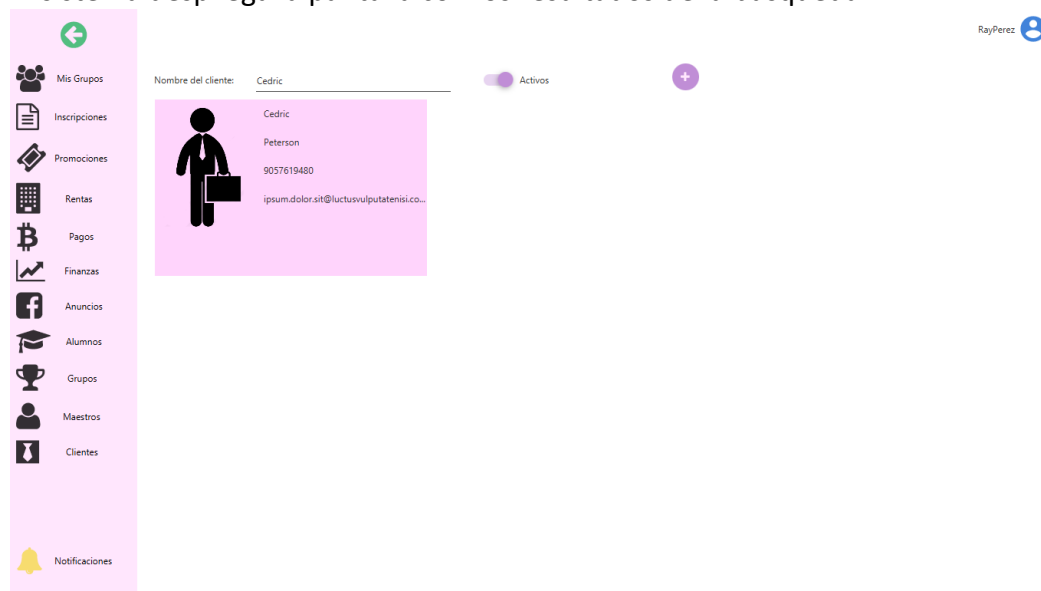 RayPerez
Mis Grupos
Nombre del cliente: Cedric Activos
Inscripciones
Cedric
Peterson
Promociones
9057619480
Rentas
ipsum.dolor.sit@luctusvulputatenisi.co...
Pagos
Finanzas
Anuncios
Alumnos
Grupos
Maestros
Clientes
Notificaciones